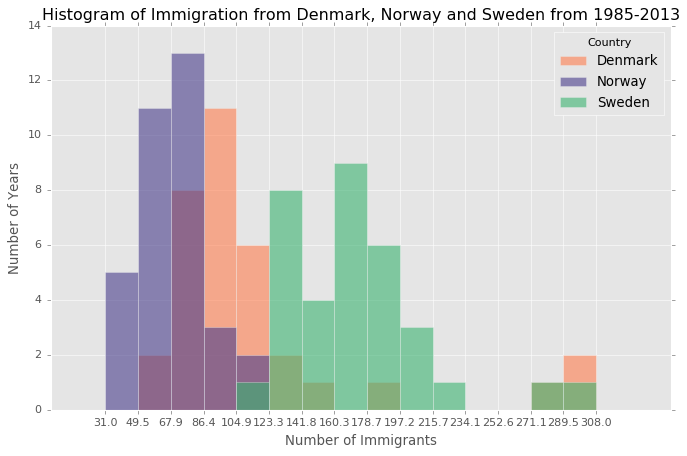 Histogram of Immigration from Denmark, Norway and Sweden from 1985-2013
Country
Denmark
Norway
Sweden
14
12
10
8
6
4
2
0
Number of Years
31.0 49.5 67.9 86.4 104.9 123.3 141.8 160.3 178.7 197.2 215.7 234.1 252.6 271.1 289.5 308.0
Number of Immigrants